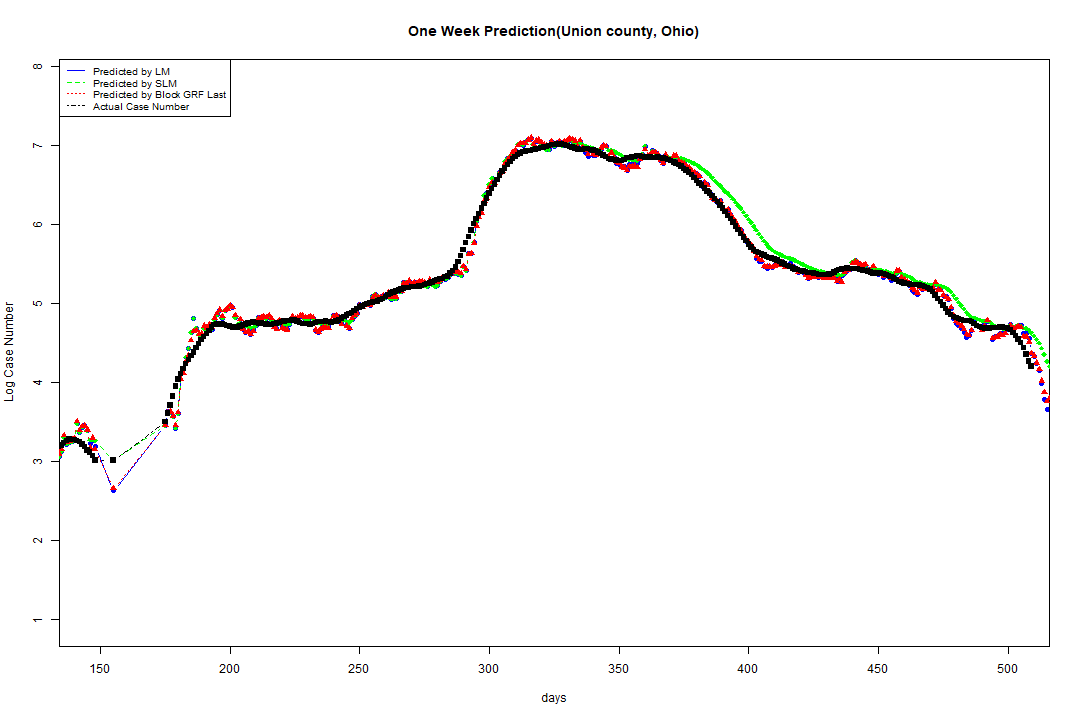 One Week Prediction(Union county, Ohio)
Predicted by LM
Predicted by SLM
Predicted by Block GRF Last
Actual Case Number
8
7
6
5
4
3
2
1
Log Case Number
150 200 250 300 350 400 450 500
days